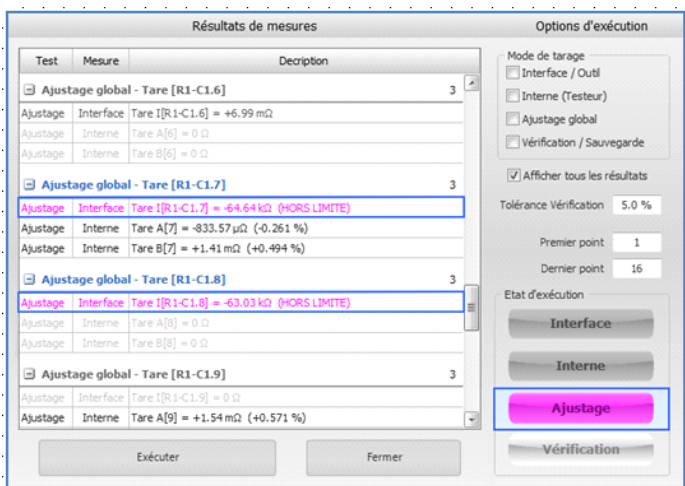 Résultats de mesures
Test Mesure Decription
Ajustage global - Tare [R1-C1.6] 3
Ajustage Interface Tare I[R1-C1.6] = +6.99 mΩ
Ajustage Interne Tare A[6] = 0 Ω
Ajustage Interne Tare B[6] = 0 Ω
Ajustage global - Tare [R1-C1.7] 3
Ajustage Interface Tare I[R1-C1.7] = -64.64 kΩ (HORS LIMITE)
Ajustage Interne Tare A[7] = -833.57 µΩ (-0.261 %)
Ajustage Interne Tare B[7] = +1.41 mΩ (+0.494 %)
Ajustage global - Tare [R1-C1.8] 3
Ajustage Interface Tare I[R1-C1.8] = -63.03 kΩ (HORS LIMITE)
Ajustage Interne Tare A[8] = 0 Ω
Ajustage Interne Tare B[8] = 0 Ω
Ajustage global - Tare [R1-C1.9] 3
Ajustage Interface Tare I[R1-C1.9] = 0 Ω
Ajustage Interne Tare A[9] = +1.54 mΩ (+0.571 %)
Exécuter Fermer
Options d'exécution
Mode de tarage
Interface / Outil
Interne (Testeur)
Ajustage global
Vérification / Sauvegarde
Afficher tous les résultats
Tolérance Vérification 5.0 %
Premier point 1
Dernier point 16
Etat d'exécution
Interface
Interne
Ajustage
Vérification